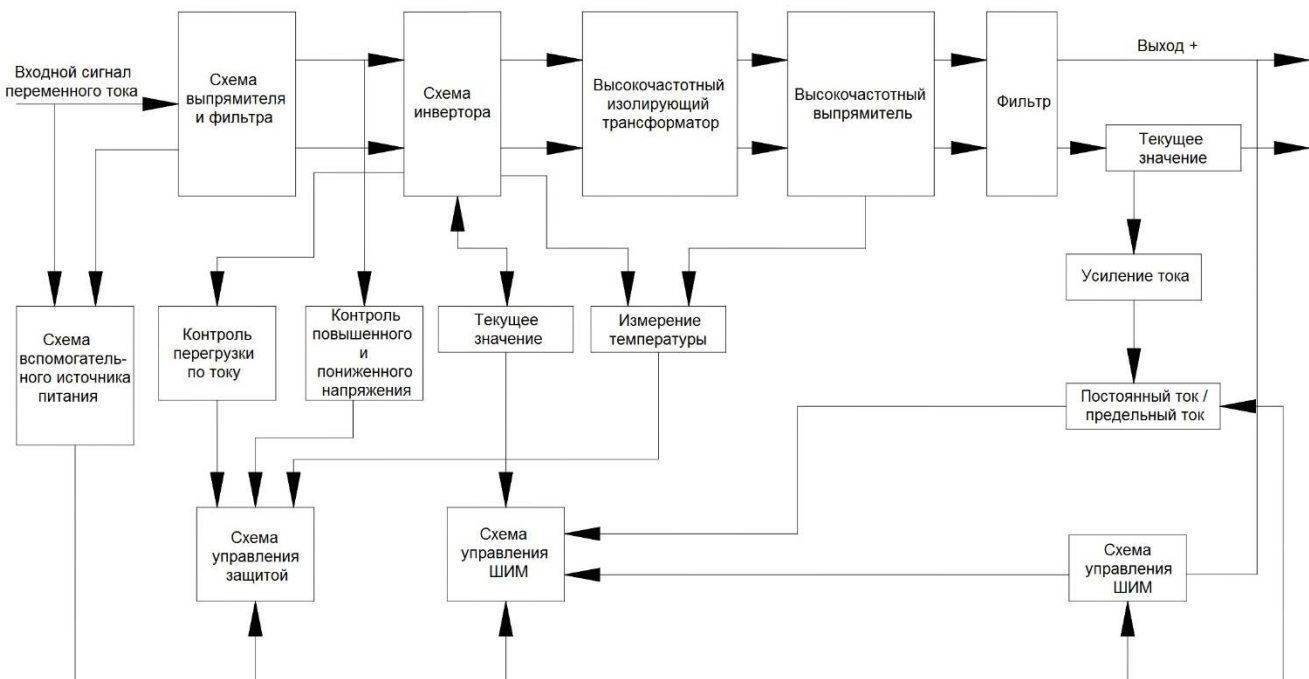 Входной сигнал
переменного тока
Схема
выпрямителя
и фильтра
Схема
инвертора
Высокочастотный
изолирующий
трансформатор
Высокочастотный
выпрямитель
Фильтр
Выход +
Текущее
значение
Усиление тока
Схема
вспомогатель-
ного источника
питания
Контроль
перегрузки
по току
Контроль
повышенного
и
пониженного
напряжения
Текущее
значение
Измерение
температуры
Постоянный ток /
предельный ток
Схема
управления
защитой
Схема
управления
ШИМ
Схема
управления
ШИМ